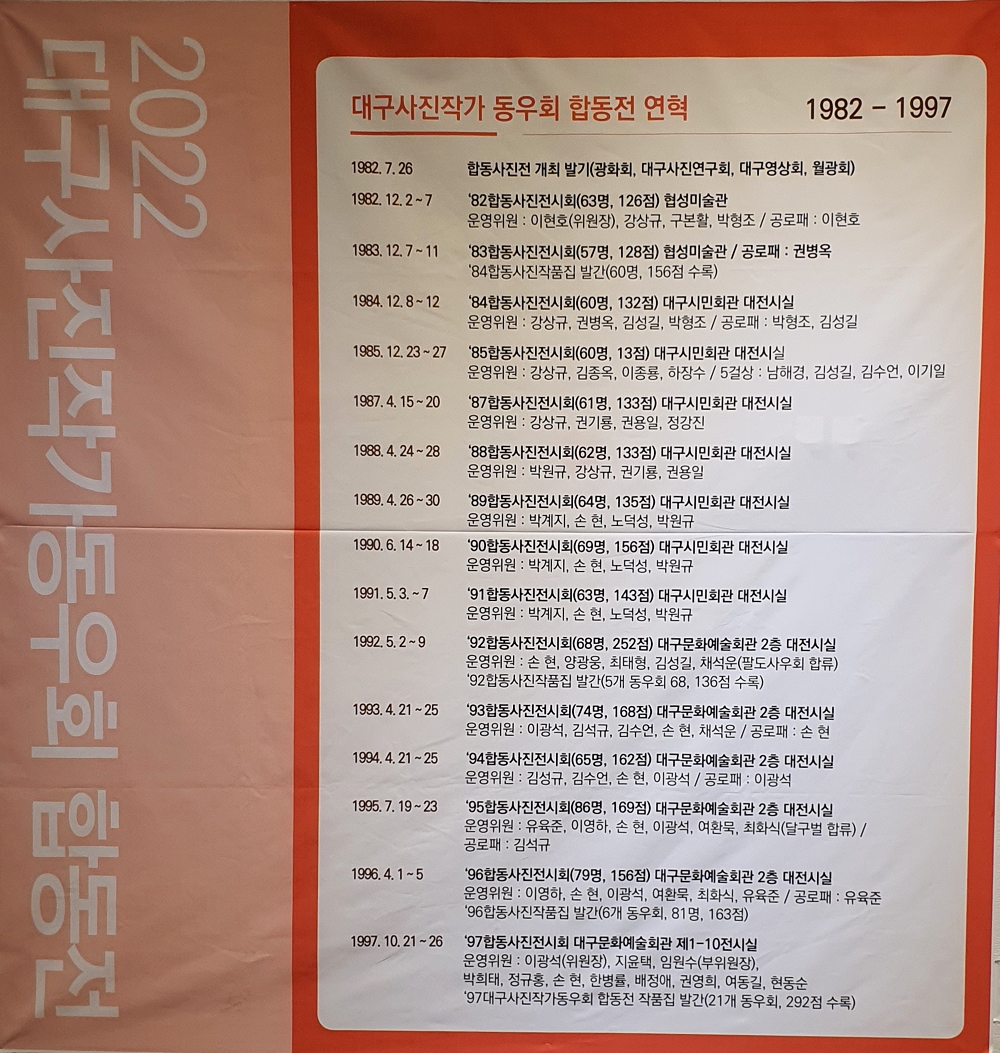 2022
대구사진작가동우회 합동전
대구사진작가 동우회 합동전 연혁 1982 - 1997
1982. 7. 26 합동사진전 개최 발기(광화회, 대구사진연구회, 대구영상회, 월광회)
1982. 12. 2 ~ 7 '82합동사진전시회(63명, 126점) 협성미술관
운영위원 : 이현호(위원장), 강상규, 구본활, 박형조 / 공로패 : 이현호
1983. 12. 7 ~ 11 '83합동사진전시회(57명, 128점) 협성미술관 / 공로패 : 권병옥
'84합동사진작품집 발간(60명, 156점 수록)
1984. 12. 8 ~ 12 '84합동사진전시회(60명, 132점) 대구시민회관 대전시실
운영위원 : 강상규, 권병옥, 김성길, 박형조 / 공로패 : 박형조, 김성길
1985. 12. 23 ~ 27 '85합동사진전시회(60명, 13점) 대구시민회관 대전시실
운영위원 : 강상규, 김종옥, 이종룡, 하장수 / 5걸상 : 남해경, 김성길, 김수언, 이기일
1987. 4. 15 ~ 20 '87합동사진전시회(61명, 133점) 대구시민회관 대전시실
운영위원 : 강상규, 권기룡, 권용일, 정강진
1988. 4. 24 ~ 28 '88합동사진전시회(62명, 133점) 대구시민회관 대전시실
운영위원 : 박원규, 강상규, 권기룡, 권용일
1989. 4. 26 ~ 30 '89합동사진전시회(64명, 135점) 대구시민회관 대전시실
운영위원 : 박계지, 손 현, 노덕성, 박원규
1990. 6. 14 ~ 18 '90합동사진전시회(69명, 156점) 대구시민회관 대전시실
운영위원 : 박계지, 손 현, 노덕성, 박원규
1991. 5. 3. ~ 7 '91합동사진전시회(63명, 143점) 대구시민회관 대전시실
운영위원 : 박계지, 손 현, 노덕성, 박원규
1992. 5. 2 ~ 9 '92합동사진전시회(68명, 252점) 대구문화예술회관 2층 대전시실
운영위원 : 손 현, 양광웅, 최태형, 김성길, 채석운(팔도사우회 합류)
'92합동사진작품집 발간(5개 동우회 68, 136점 수록)
1993. 4. 21 ~ 25 '93합동사진전시회(74명, 168점) 대구문화예술회관 2층 대전시실
운영위원 : 이광석, 김석규, 김수언, 손 현, 채석운 / 공로패 : 손 현
1994. 4. 21 ~ 25 '94합동사진전시회(65명, 162점) 대구문화예술회관 2층 대전시실
운영위원 : 김성규, 김수언, 손 현, 이광석 / 공로패 : 이광석
1995. 7. 19 ~ 23 '95합동사진전시회(86명, 169점) 대구문화예술회관 2층 대전시실
운영위원 : 유육준, 이영하, 손 현, 이광석, 여환묵, 최화식(달구벌 합류) /
공로패 : 김석규
1996. 4. 1 ~ 5 '96합동사진전시회(79명, 156점) 대구문화예술회관 2층 대전시실
운영위원 : 이영하, 손 현, 이광석, 여환묵, 최화식, 유육준 / 공로패 : 유육준
'96합동사진작품집 발간(6개 동우회, 81명, 163점)
1997. 10. 21 ~ 26 '97합동사진전시회 대구문화예술회관 제1-10전시실
운영위원 : 이광석(위원장), 지윤택, 임원수(부위원장),
박희태, 정규홍, 손 현, 한병률, 배정애, 권영희, 여동길, 현동순
'97대구사진작가동우회 합동전 작품집 발간(21개 동우회, 292점 수록)